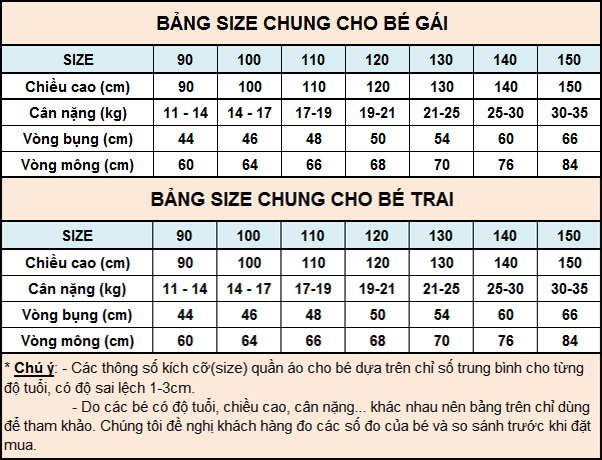 BẢNG SIZE CHUNG CHO BÉ GÁI
SIZE 90 100 110 120 130 140 150
Chiều cao (cm) 90 100 110 120 130 140 150
Cân nặng (kg) 11 - 14 14 - 17 17-19 19-21 21-25 25-30 30-35
Vòng bụng (cm) 44 46 48 50 54 60 66
Vòng mông (cm) 60 64 66 68 70 76 84
BẢNG SIZE CHUNG CHO BÉ TRAI
SIZE 90 100 110 120 130 140 150
Chiều cao (cm) 90 100 110 120 130 140 150
Cân nặng (kg) 11 - 14 14 - 17 17-19 19-21 21-25 25-30 30-35
Vòng bụng (cm) 44 46 48 50 54 60 66
Vòng mông (cm) 60 64 66 68 70 76 84
* Chú ý: - Các thông số kích cỡ(size) quần áo cho bé dựa trên chỉ số trung bình cho từng
độ tuổi, có độ sai lệch 1-3cm.
- Do các bé có độ tuổi, chiều cao, cân nặng... khác nhau nên bảng trên chỉ dùng
để tham khảo. Chúng tôi đề nghị khách hàng đo các số đo của bé và so sánh trước khi đặt
mua.